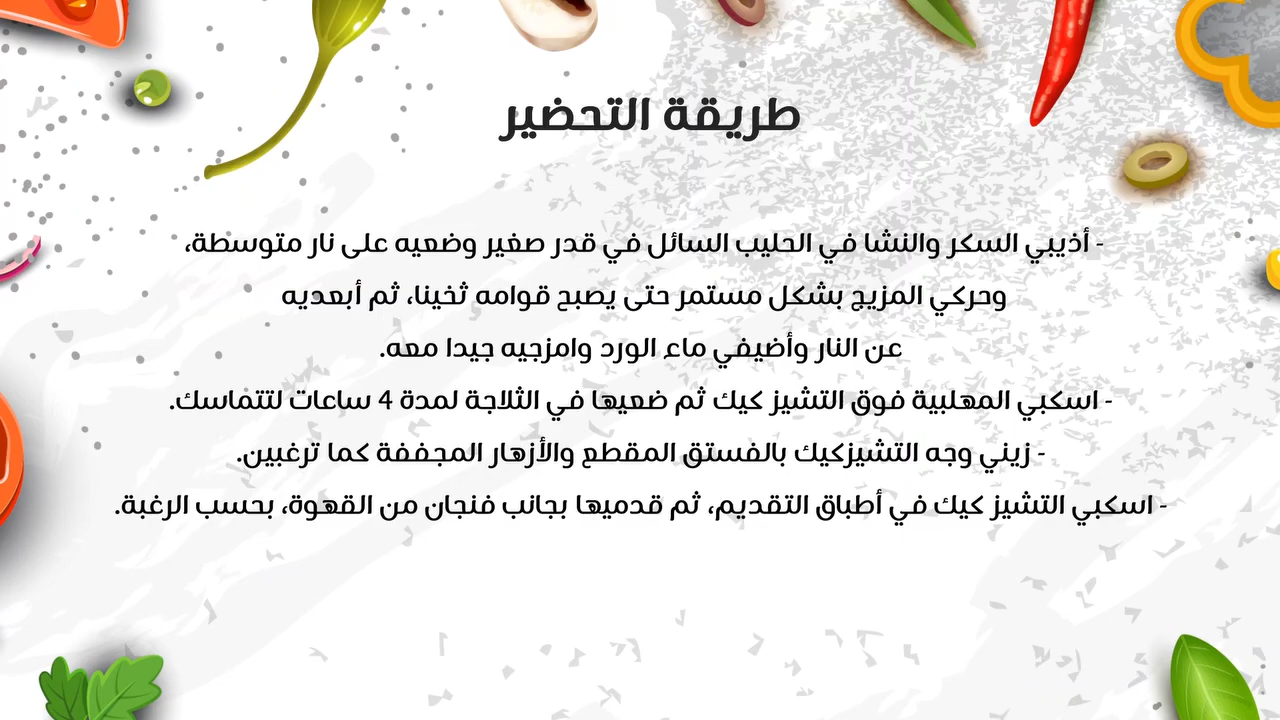 طريقة التحضير
- أذيبي السكر والنشا في الحليب السائل في قدر صغير وضعيه على نار متوسطة،
وحركي المزيج بشكل مستمر حتى يصبح قوامه ثخينا، ثم أبعديه
عن النار وأضيفي ماء الورد وامزجيه جيدا معه.
- اسكبي المهلبية فوق التشيز كيك ثم ضعيها في الثلاجة لمدة 4 ساعات لتتماسك.
- زيني وجه التشيزكيك بالفستق المقطع والأزهار المجففة كما ترغبين.
- اسكبي التشيز كيك في أطباق التقديم، ثم قدميها بجانب فنجان من القهوة، بحسب الرغبة.